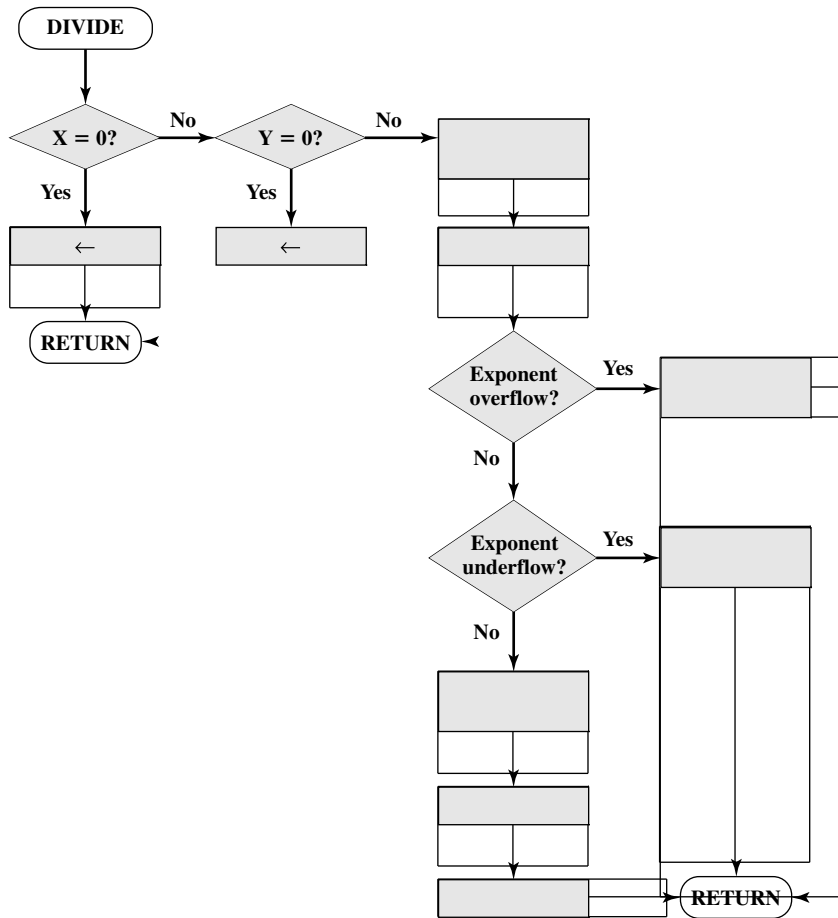 DIVIDE
X = 0?
No
Y = 0?
No
Yes
Yes
←
←
RETURN
Exponent
overflow?
Yes
No
Exponent
underflow?
Yes
No
RETURN